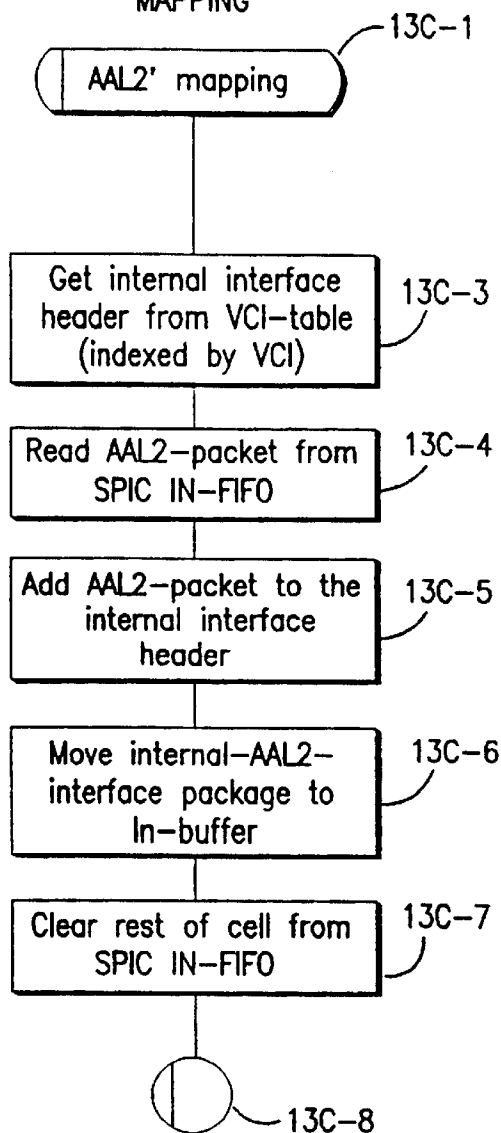 MAPPING
13C-1
AAL2' mapping
Get internal interface
header from VCI-table
(indexed by VCI)
13C-3
Read AAL2-packet from
SPIC IN-FIFO
13C-4
Add AAL2-packet to the
internal interface
header
13C-5
Move internal-AAL2-
interface package to
In-buffer
13C-6
Clear rest of cell from
SPIC IN-FIFO
13C-7
13C-8